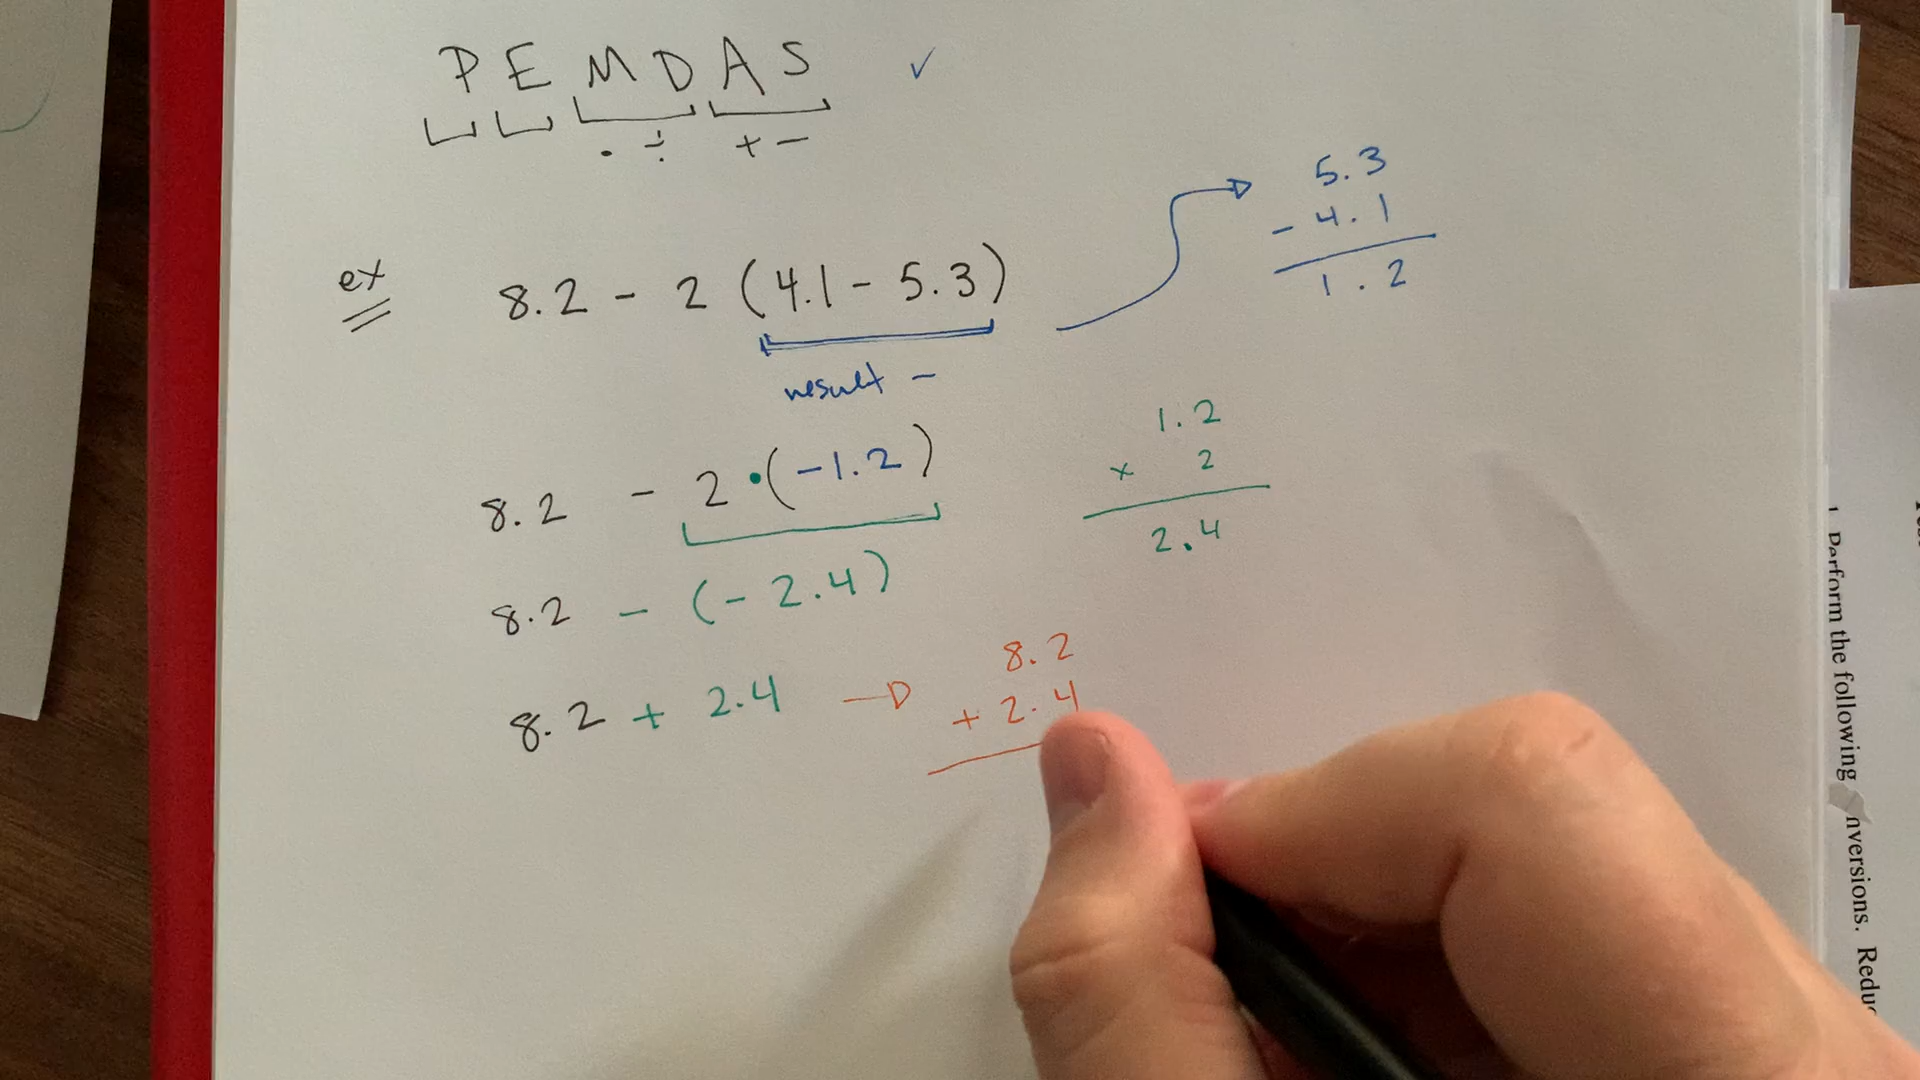 PEMDAS ✓
· ÷ + −
ex 8.2 - 2 (4.1 - 5.3)
result -
5.3
- 4.1
1.2
8.2 - 2 · (-1.2)
1.2
x 2
2.4
8.2 - (-2.4)
8.2 + 2.4 →
8.2
+ 2.4
1. Perform the following
nversions. Redu